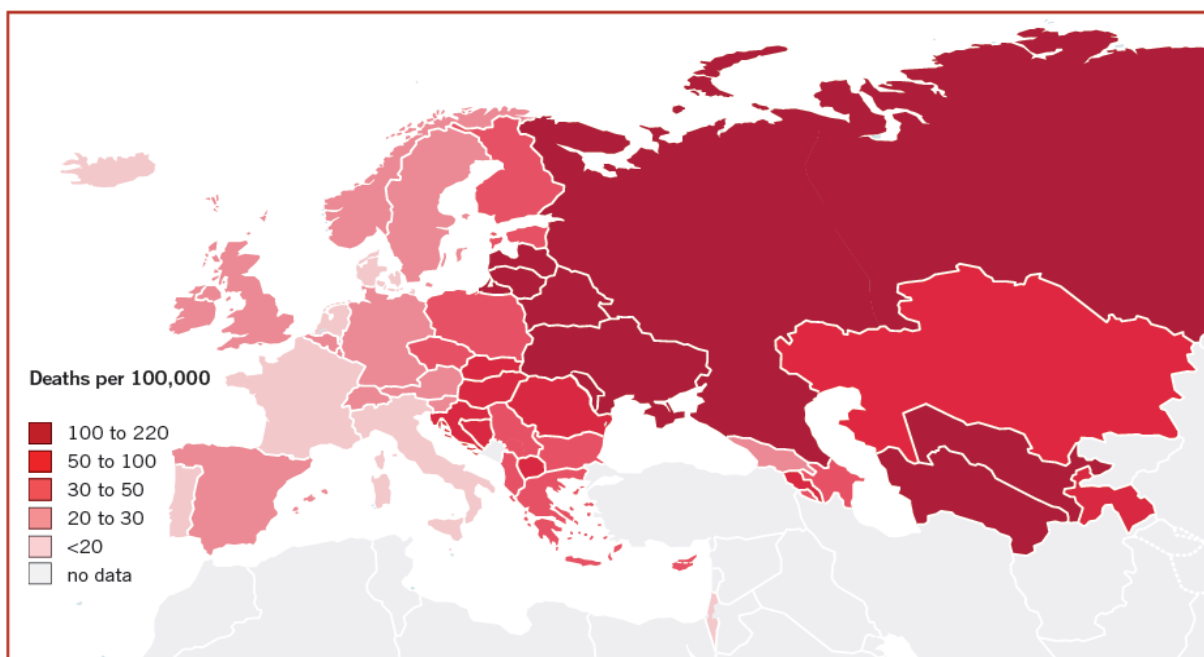 Deaths per 100,000
100 to 220
50 to 100
30 to 50
20 to 30
<20
no data